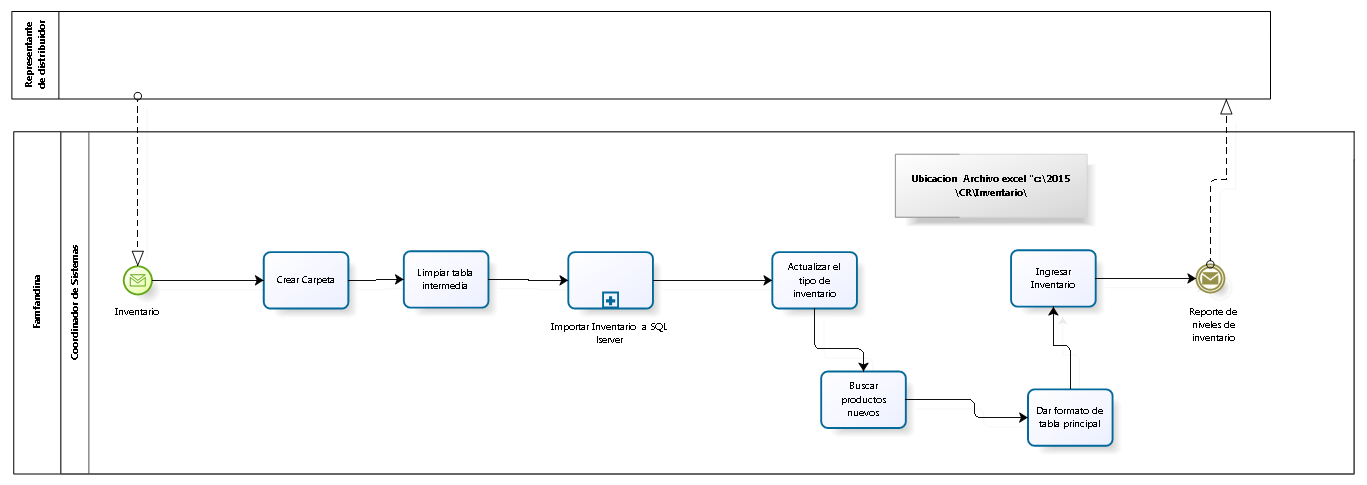 Representante
de distribuidor
Famfandina
Coordinador de Sistemas
Inventario
Crear Carpeta
Limpiar tabla
intermedia
Importar Inventario a SQL
lserver
Actualizar el
tipo de
inventario
Buscar
productos
nuevos
Dar formato de
tabla principal
Ubicacion Archivo excel "c:\2015
\CR\Inventario\
Ingresar
Inventario
Reporte de
niveles de
inventario